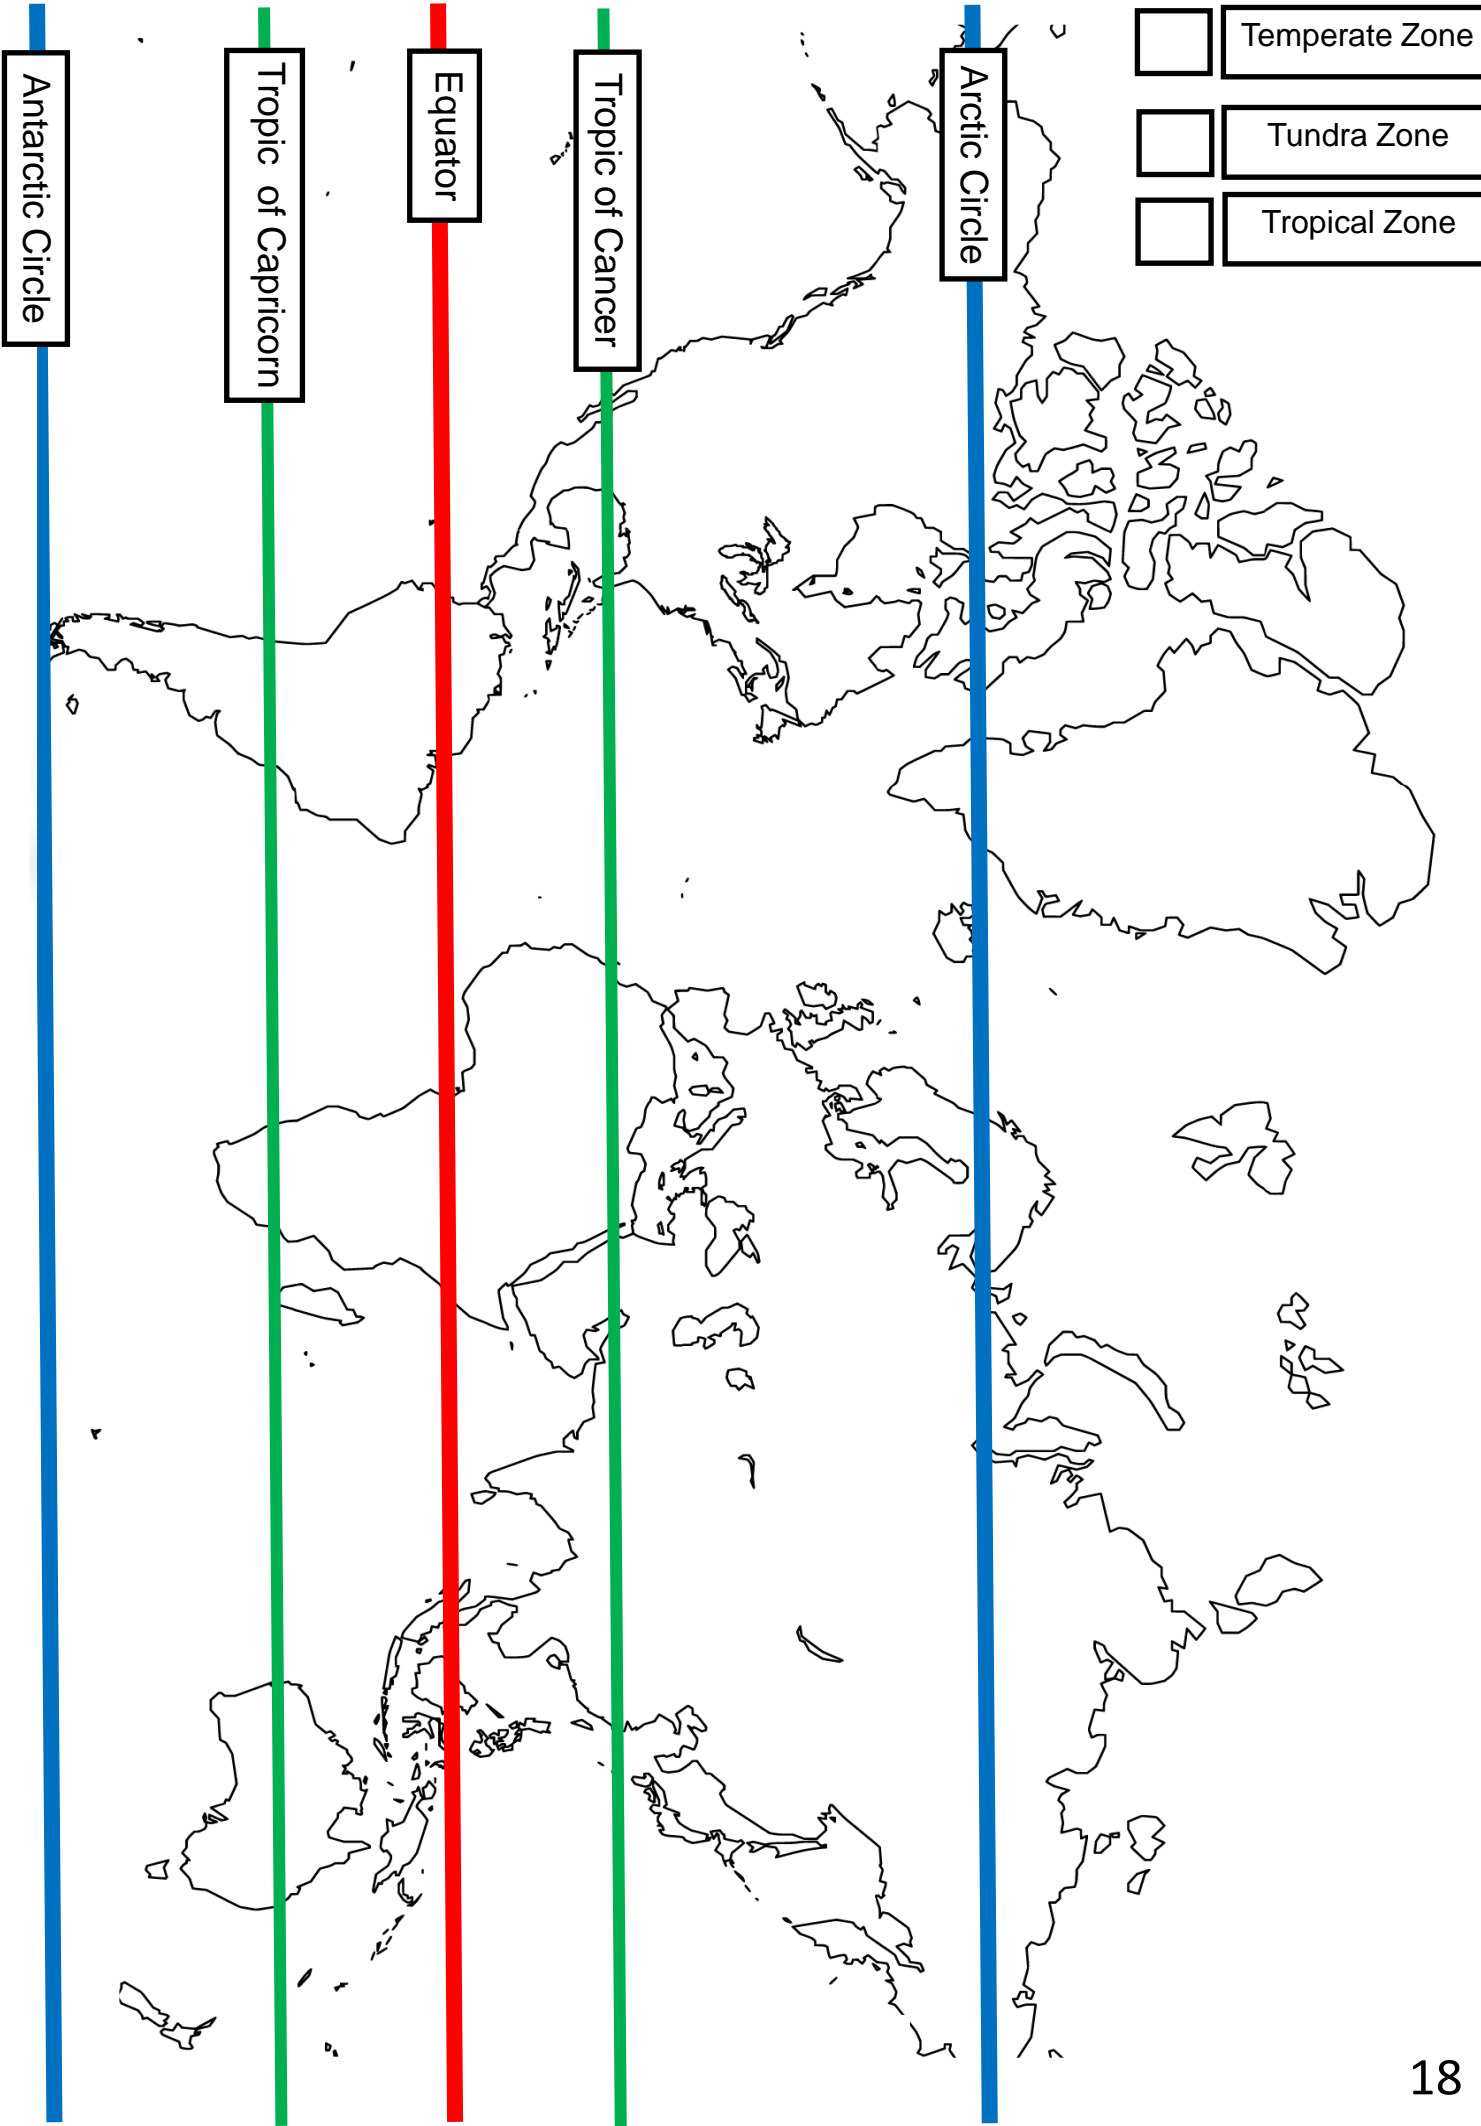 Temperate Zone
Tundra Zone
Tropical Zone
Arctic Circle
Tropic of Cancer
Equator
Tropic  of Capricorn
Antarctic Circle
18